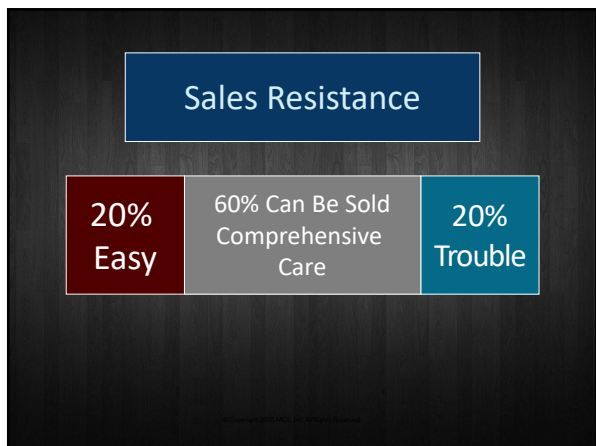 Sales Resistance
20%
Easy
60% Can Be Sold
Comprehensive
Care
20%
Trouble